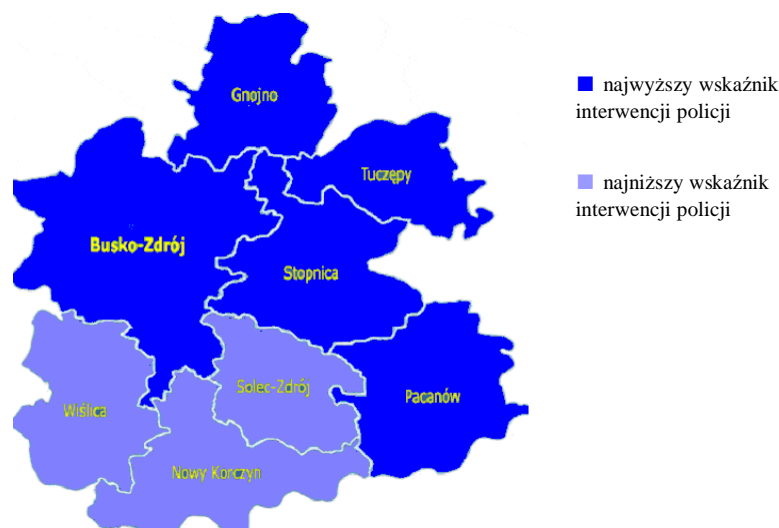 Gnojno
Tuczępy
Busko-Zdrój
Stopnica
Solec-Zdrój
Wiślica
Pacanów
Nowy Korczyn
najwyższy wskaźnik
interwencji policji
najniższy wskaźnik
interwencji policji